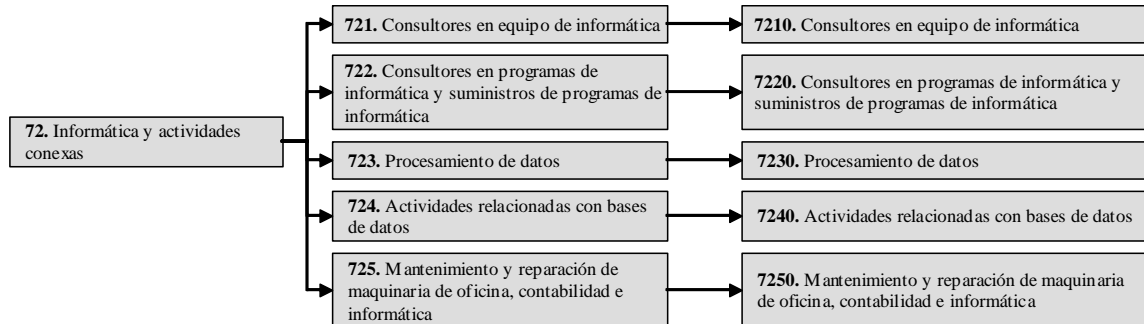 721. Consultores en equipo de informática
7210. Consultores en equipo de informática
722. Consultores en programas de
informática y suministros de programas de
informática
7220. Consultores en programas de informática y
suministros de programas de informática
72. Informática y actividades
conexas
723. Procesamiento de datos
7230. Procesamiento de datos
724. Actividades relacionadas con bases
de datos
7240. Actividades relacionadas con bases de datos
725. Mantenimiento y reparación de
maquinaria de oficina, contabilidad e
informática
7250. Mantenimiento y reparación de maquinaria
de oficina, contabilidad e informática